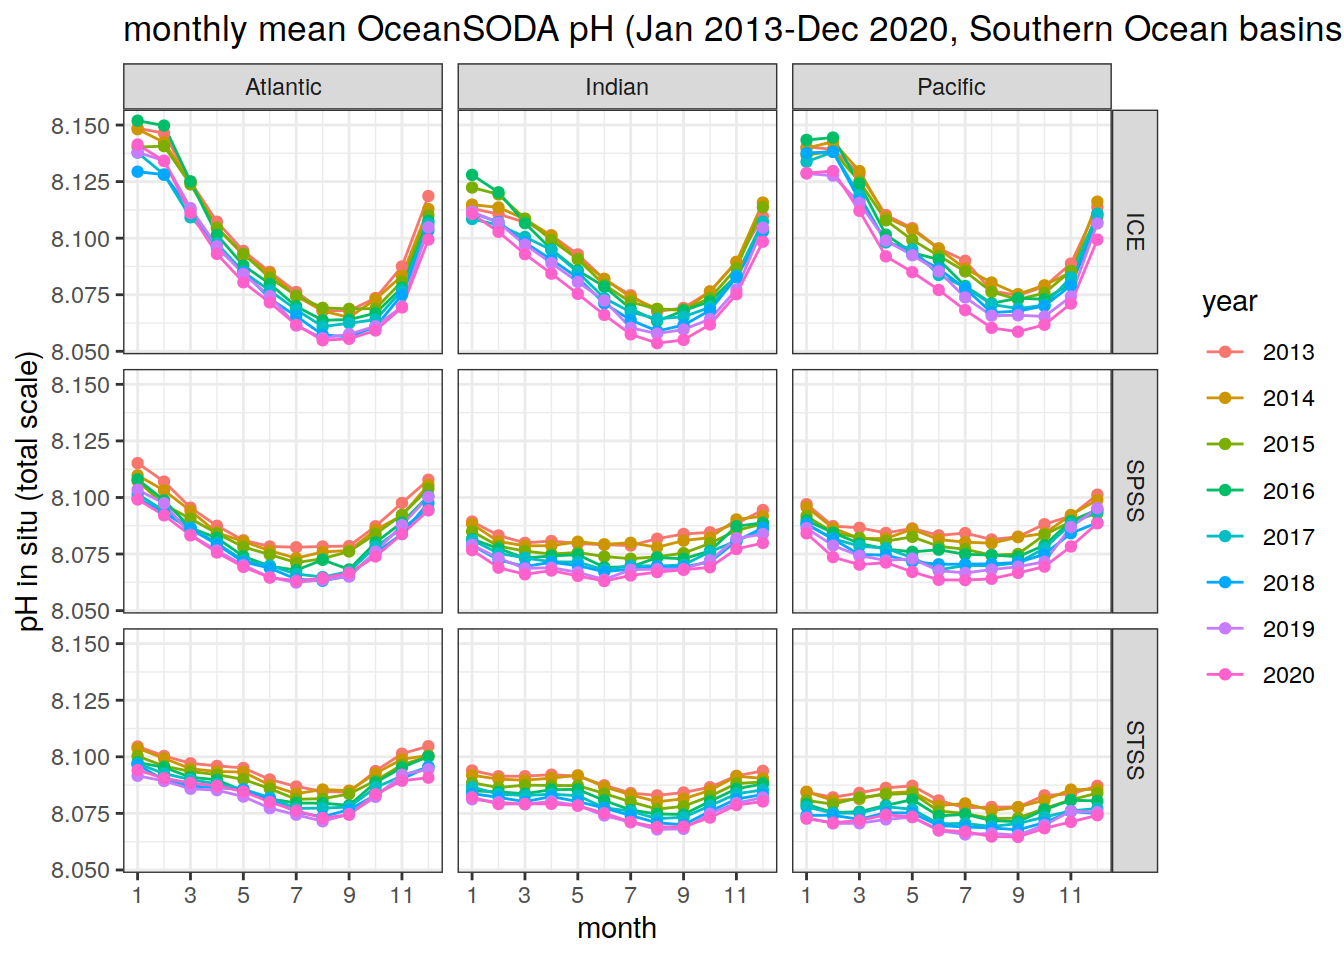 monthly mean OceanSODA pH (Jan 2013-Dec 2020, Southern Ocean basins
Atlantic Indian Pacific
8.150
8.125
8.100
8.075
8.050
ICE
8.150
8.125
8.100
8.075
8.050
SPSS
8.150
8.125
8.100
8.075
8.050
STSS
pH in situ (total scale)
1 3 5 7 9 11 1 3 5 7 9 11 1 3 5 7 9 11
month
year
2013
2014
2015
2016
2017
2018
2019
2020